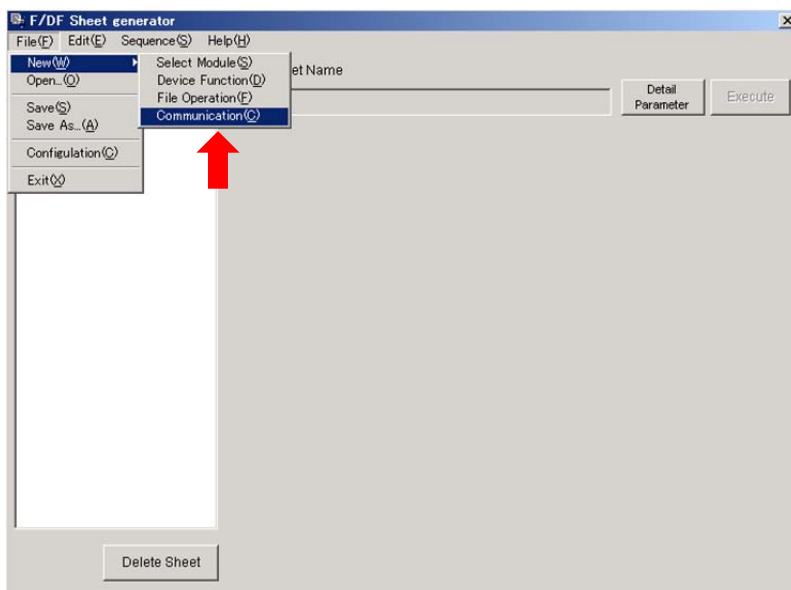 F/DF Sheet generator
File(F) Edit(E) Sequence(S) Help(H)
New(W)
Open...(O)
Save(S)
Save As...(A)
Configulation(C)
Exit(X)
Select Module(S)
Device Function(D)
File Operation(F)
Communication(C)
et Name
Detail
Parameter
Execute
Delete Sheet